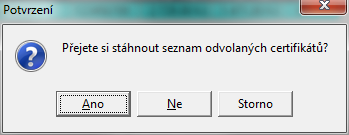 Potvrzení
Přejete si stáhnout seznam odvolaných certifikátů?
Ano
Ne
Storno